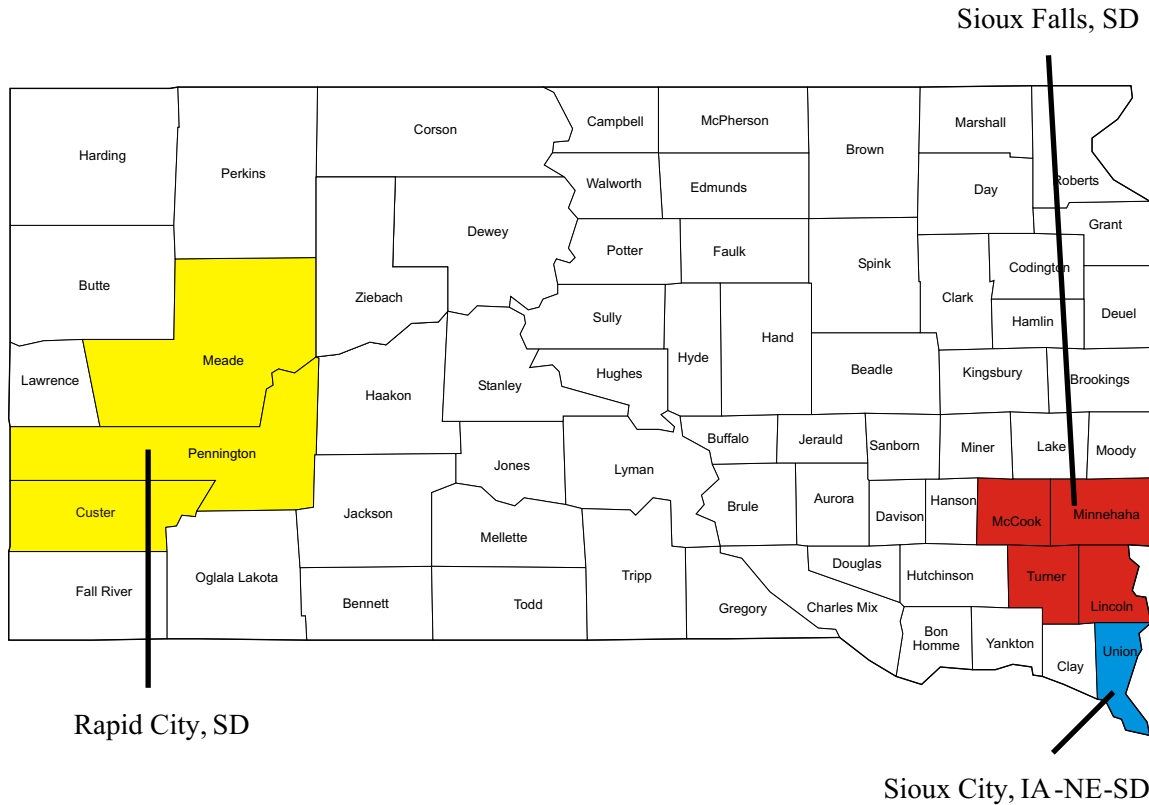 Sioux Falls, SD
Campbell
McPherson
Marshall
Corson
Harding
Brown
Perkins
Roberts
Walworth
Edmunds
Day
Grant
Dewey
Potter
Faulk
Spink
Codington
Butte
Ziebach
Clark
Deuel
Sully
Hamlin
Hand
Meade
Hyde
Beadle
Kingsbury
Lawrence
Hughes
Brookings
Stanley
Haakon
Buffalo
Jerauld
Sanborn
Miner
Lake
Moody
Pennington
Jones
Lyman
Aurora
Hanson
Custer
Jackson
Brule
Davison
McCook
Minnehaha
Mellette
Douglas
Oglala Lakota
Tripp
Hutchinson
Turner
Fall River
Bennett
Todd
Gregory
Charles Mix
Lincoln
Bon
Homme
Yankton
Union
Clay
Rapid City, SD
Sioux City, IA-NE-SD